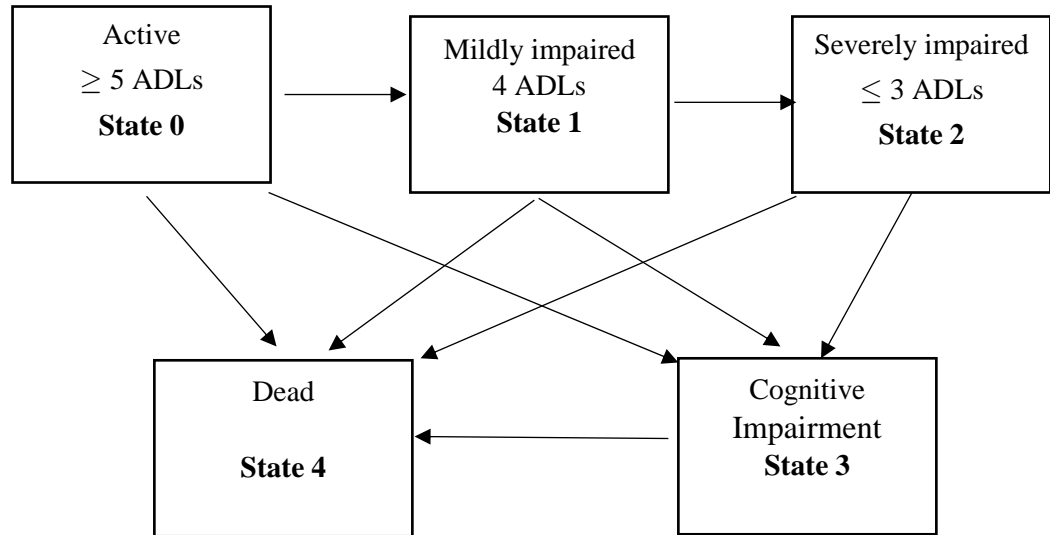 Active
≥ 5 ADLs
State 0
Mildly impaired
4 ADLs
State 1
Severely impaired
≤ 3 ADLs
State 2
Dead
State 4
Cognitive
Impairment
State 3